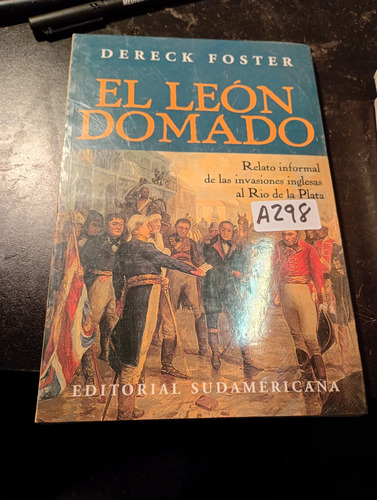 DERECK FOSTER
EL LEÓN
DOMADO
Relato informal
de las invasiones inglesas
al Río de la Plata
A298
EDITORIAL SUDAMERICANA